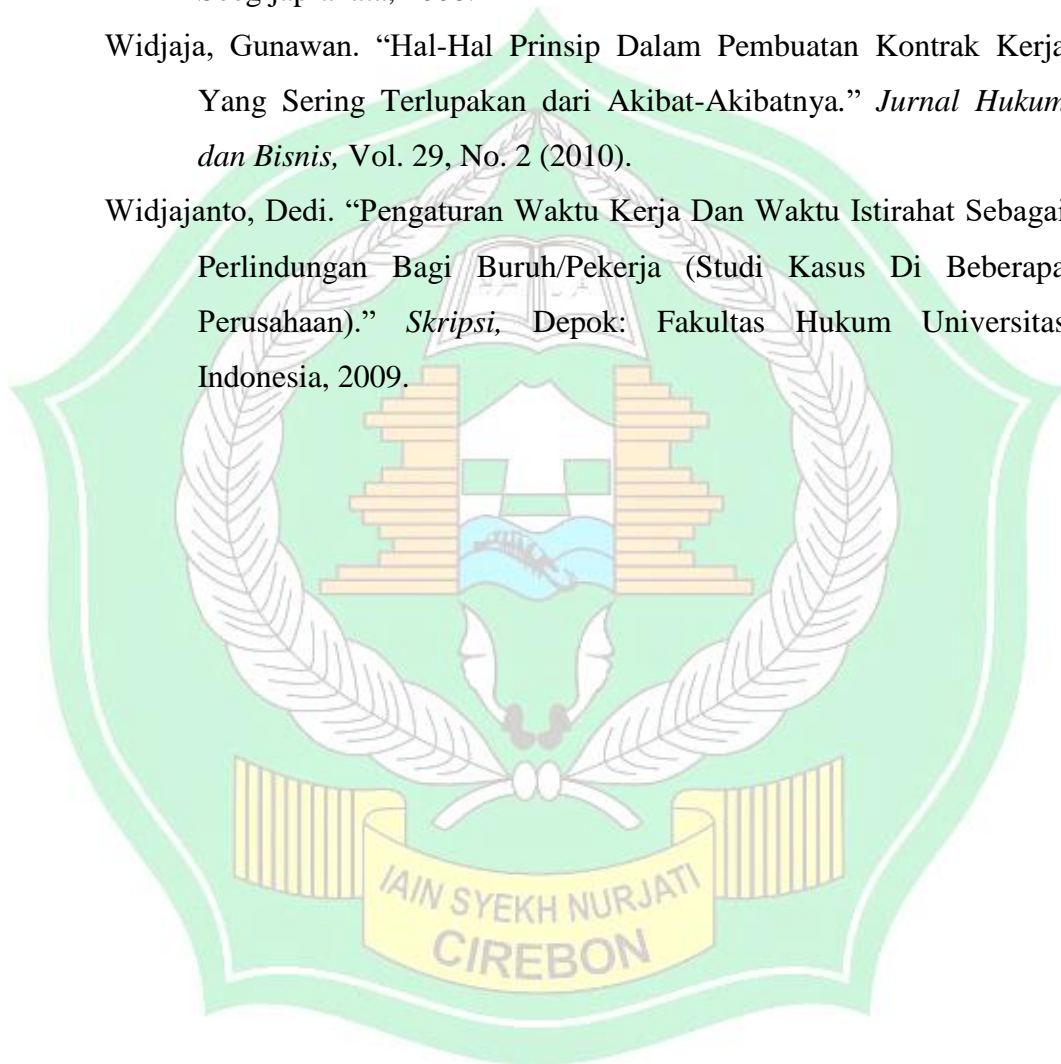 Widjaja, Gunawan. “Hal-Hal Prinsip Dalam Pembuatan Kontrak Kerja
Yang Sering Terlupakan dari Akibat-Akibatnya.” Jurnal Hukum
dan Bisnis, Vol. 29, No. 2 (2010).
Widjajanto, Dedi. “Pengaturan Waktu Kerja Dan Waktu Istirahat Sebagai
Perlindungan Bagi Buruh/Pekerja (Studi Kasus Di Beberapa
Perusahaan).” Skripsi, Depok: Fakultas Hukum Universitas
Indonesia, 2009.
IAIN SYEKH NURJATI
CIREBON